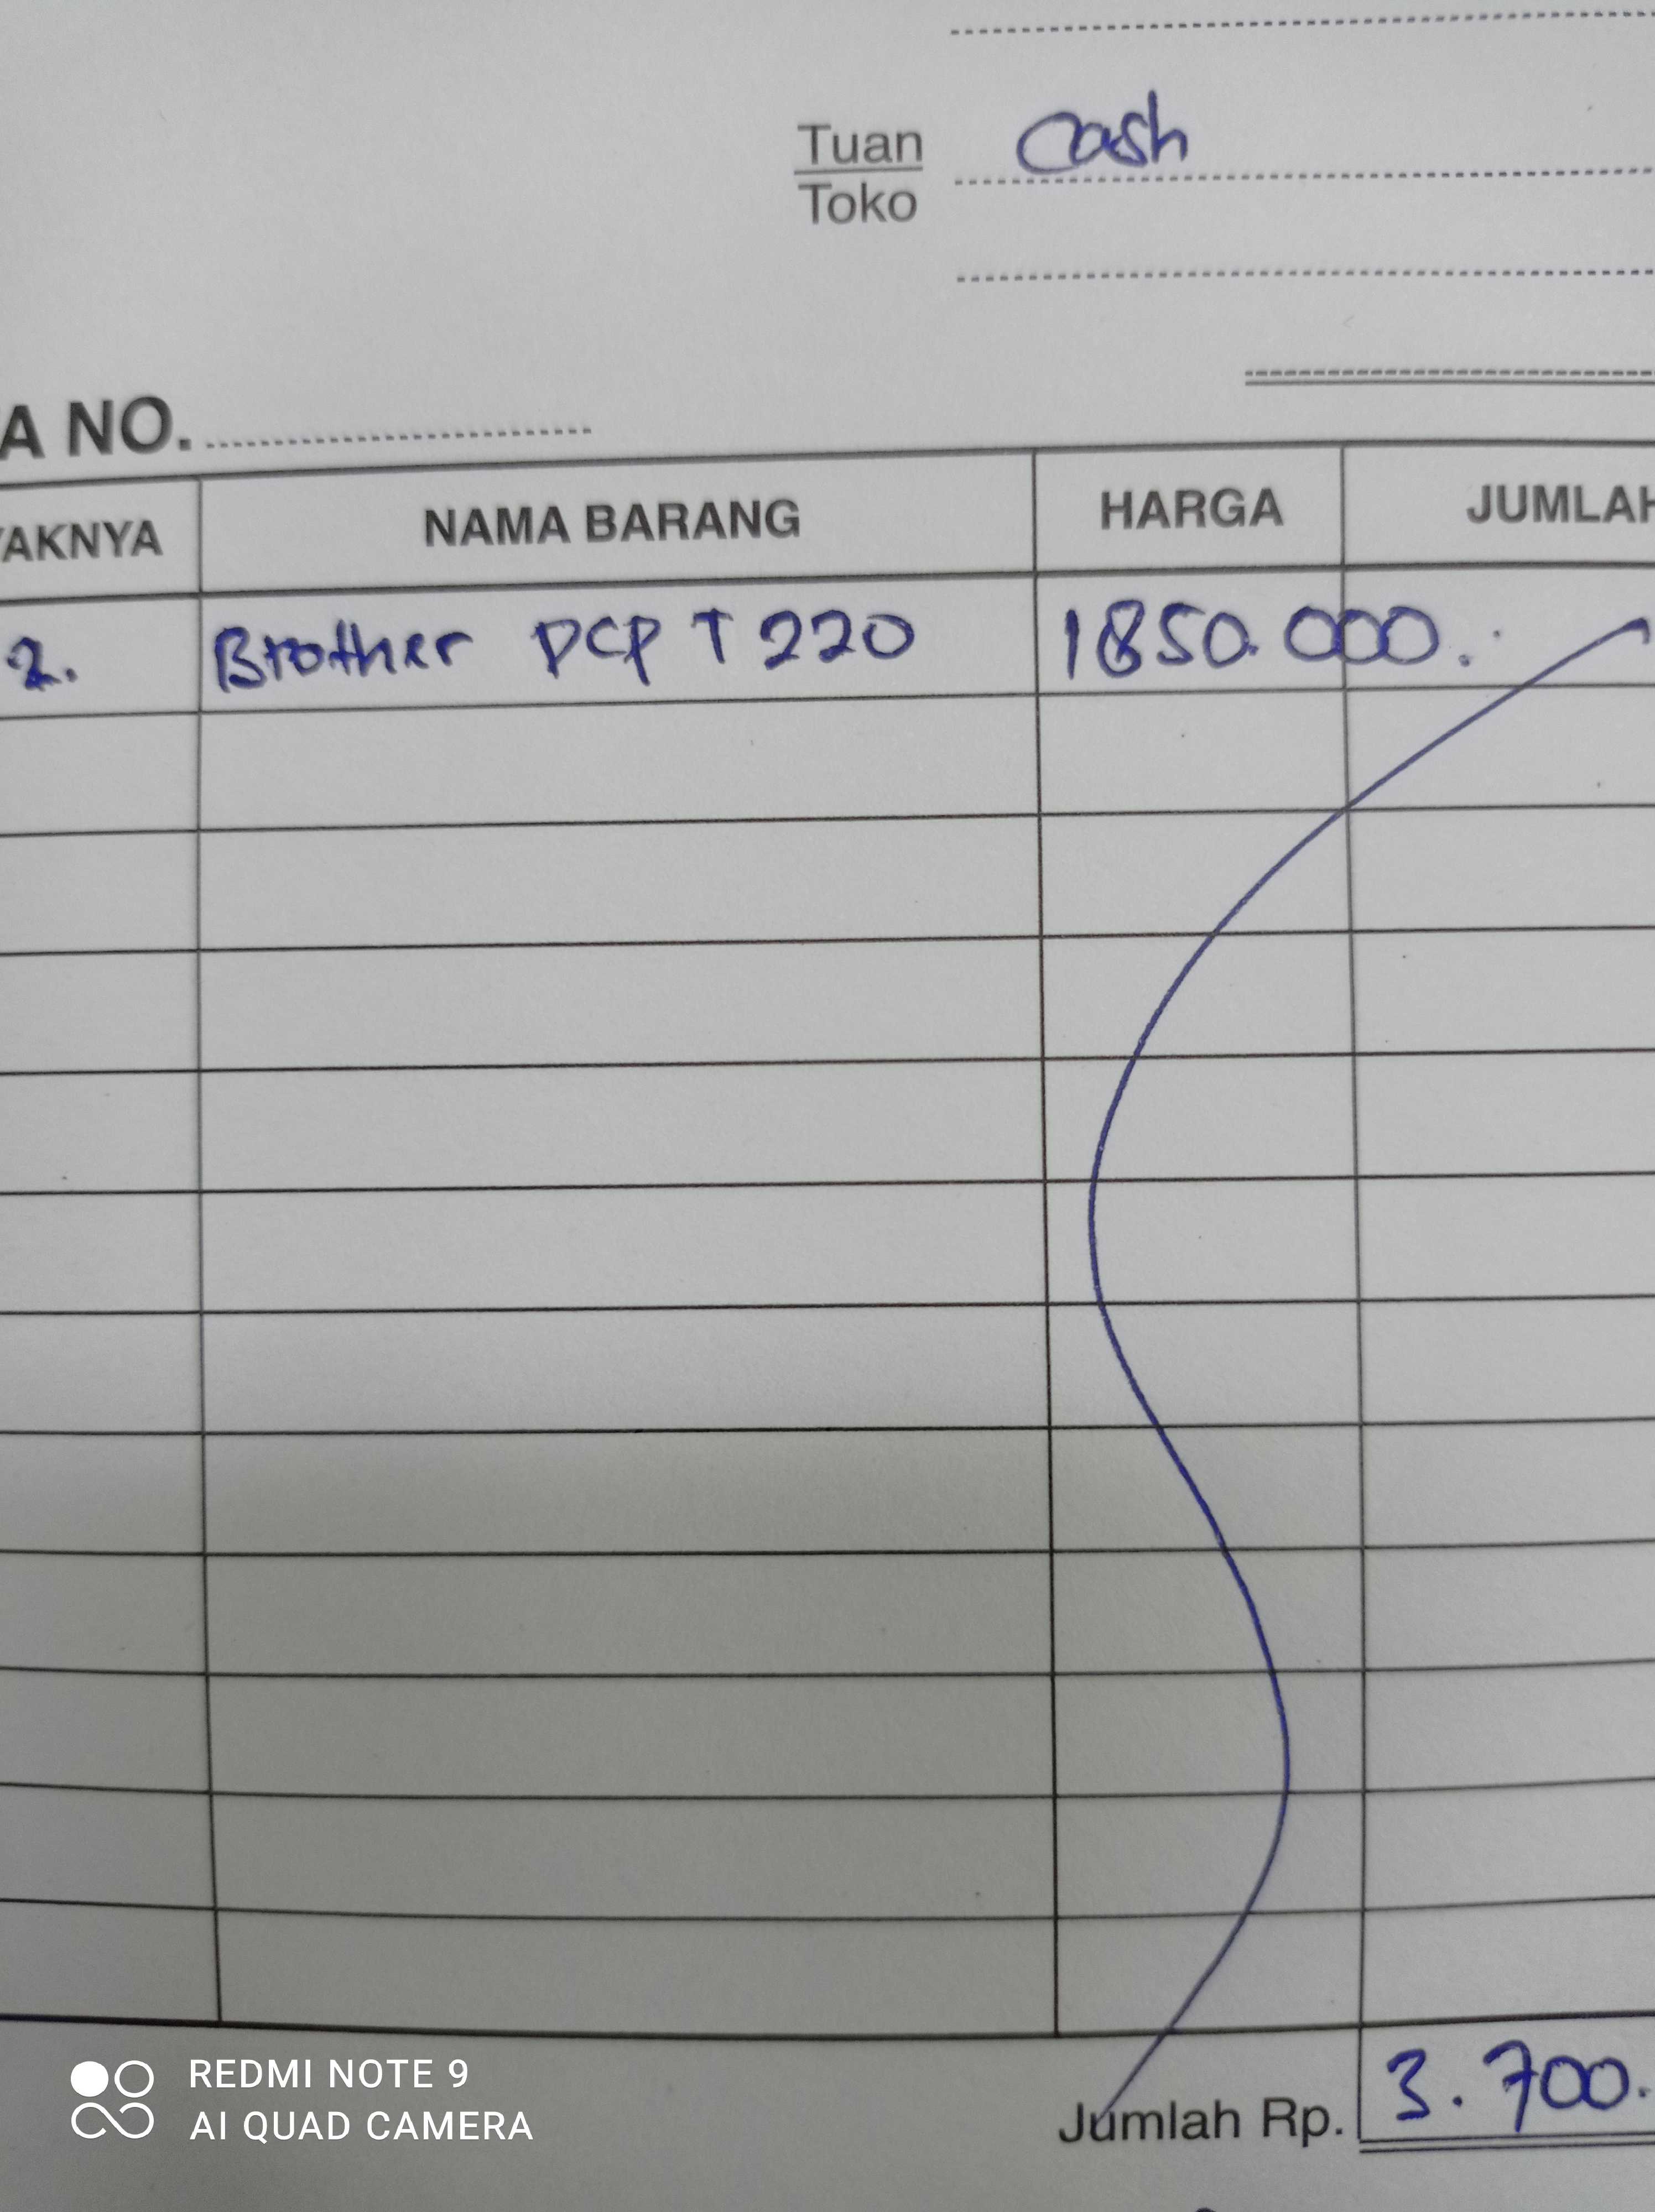 Tuan Cash
Toko
A NO.
YAKNYA NAMA BARANG HARGA JUMLAH
2. Brother DCP T220 1850.000.
Jumlah Rp. 3.700.
REDMI NOTE 9
AI QUAD CAMERA